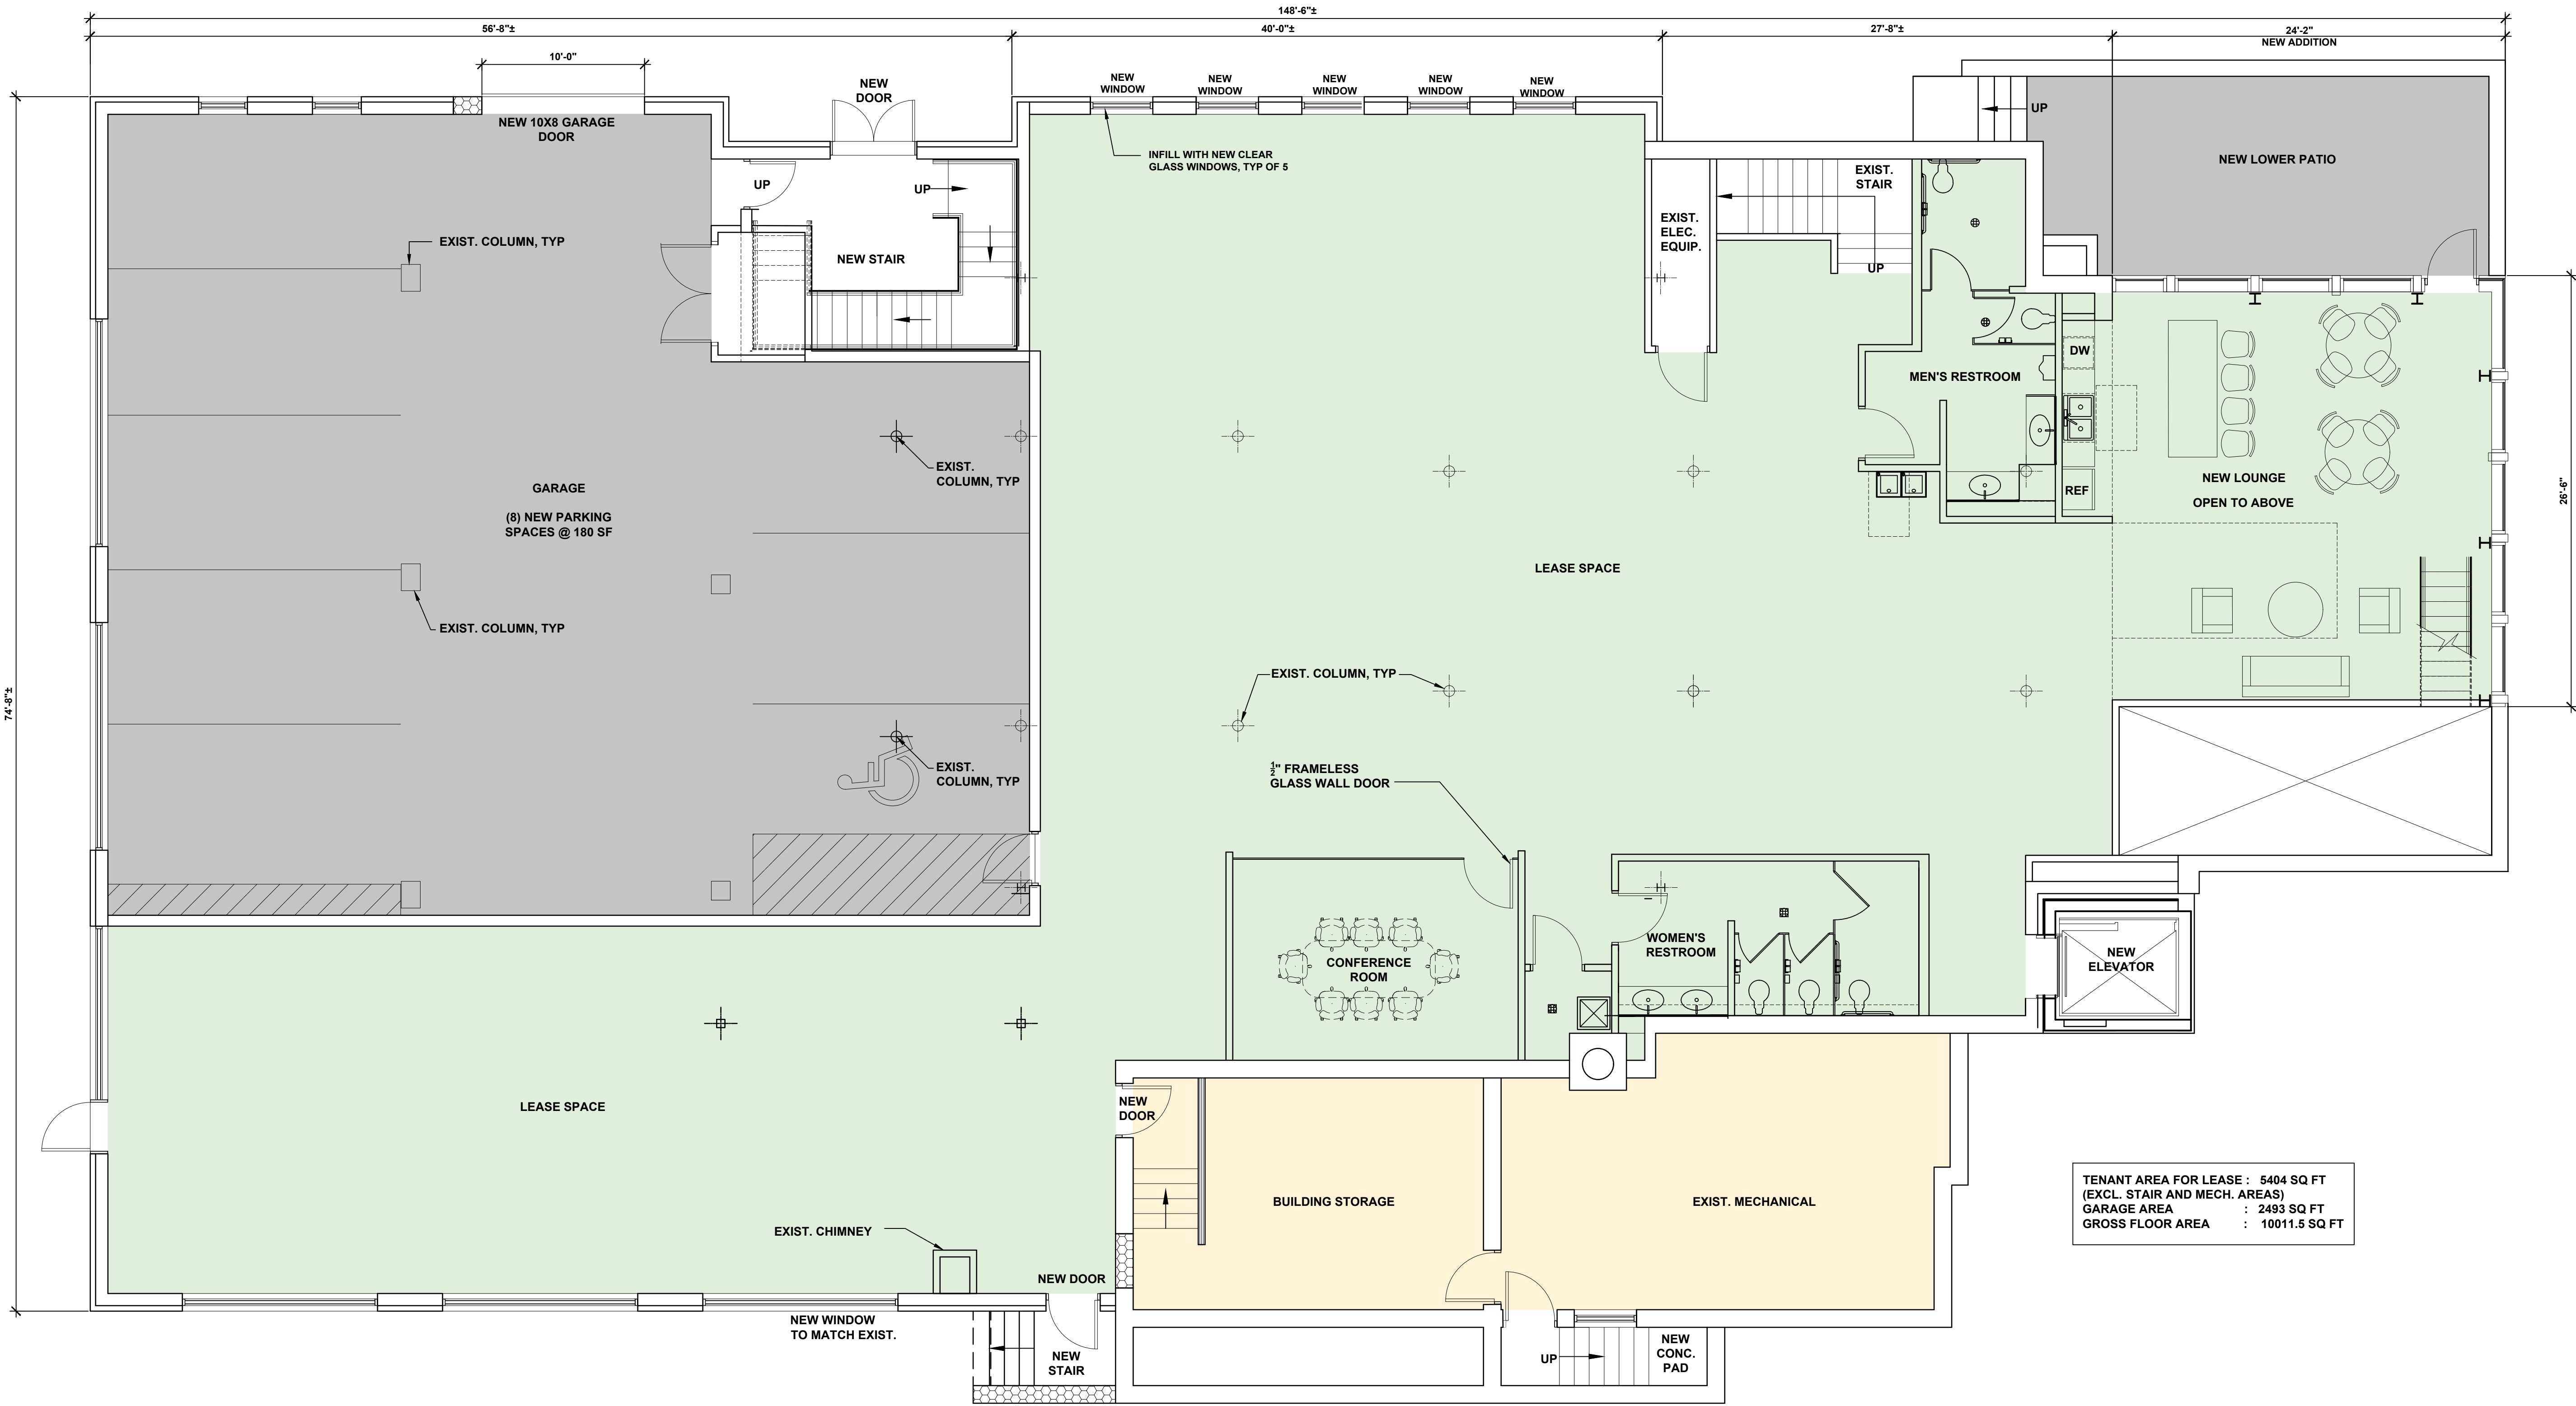 148'-6"±
56'-8"±
40'-0"±
27'-8"±
24'-2"
NEW ADDITION
10'-0"
NEW
DOOR
NEW
WINDOW
NEW
WINDOW
NEW
WINDOW
NEW
WINDOW
NEW
WINDOW
NEW 10X8 GARAGE
DOOR
INFILL WITH NEW CLEAR
GLASS WINDOWS, TYP OF 5
UP
NEW LOWER PATIO
UP
UP
EXIST.
STAIR
EXIST.
ELEC.
EQUIP.
EXIST. COLUMN, TYP
NEW STAIR
UP
DW
MEN'S RESTROOM
EXIST.
COLUMN, TYP
GARAGE
(8) NEW PARKING
SPACES @ 180 SF
REF
NEW LOUNGE
OPEN TO ABOVE
26'-6"
LEASE SPACE
EXIST. COLUMN, TYP
EXIST. COLUMN, TYP
74'-8"±
EXIST.
COLUMN, TYP
½" FRAMELESS
GLASS WALL DOOR
WOMEN'S
RESTROOM
CONFERENCE
ROOM
NEW
ELEVATOR
LEASE SPACE
NEW
DOOR
BUILDING STORAGE
EXIST. MECHANICAL
EXIST. CHIMNEY
NEW DOOR
TENANT AREA FOR LEASE : 5404 SQ FT
(EXCL. STAIR AND MECH. AREAS)
GARAGE AREA : 2493 SQ FT
GROSS FLOOR AREA : 10011.5 SQ FT
NEW WINDOW
TO MATCH EXIST.
NEW
STAIR
UP
NEW
CONC.
PAD